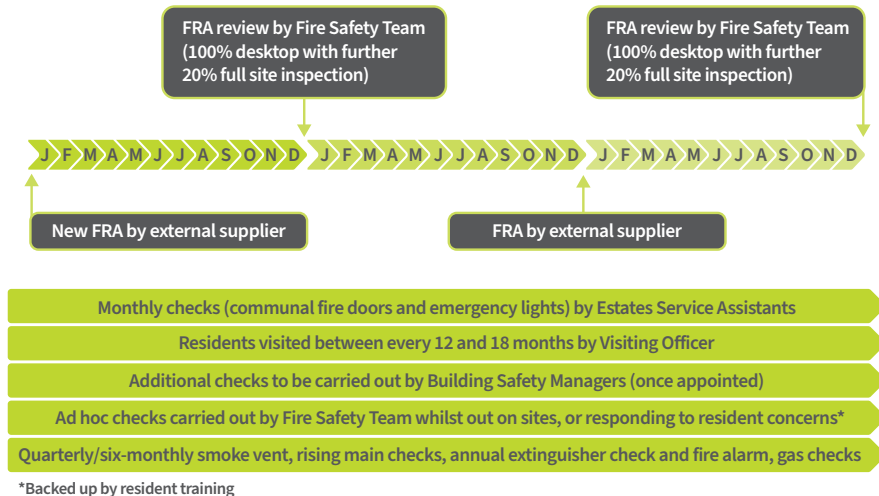 FRA review by Fire Safety Team
(100% desktop with further
20% full site inspection)
FRA review by Fire Safety Team
(100% desktop with further
20% full site inspection)
J F M A M J J A S O N D J F M A M J J A S O N D J F M A M J J A S O N D
New FRA by external supplier
FRA by external supplier
Monthly checks (communal fire doors and emergency lights) by Estates Service Assistants
Residents visited between every 12 and 18 months by Visiting Officer
Additional checks to be carried out by Building Safety Managers (once appointed)
Ad hoc checks carried out by Fire Safety Team whilst out on sites, or responding to resident concerns*
Quarterly/six-monthly smoke vent, rising main checks, annual extinguisher check and fire alarm, gas checks
*Backed up by resident training